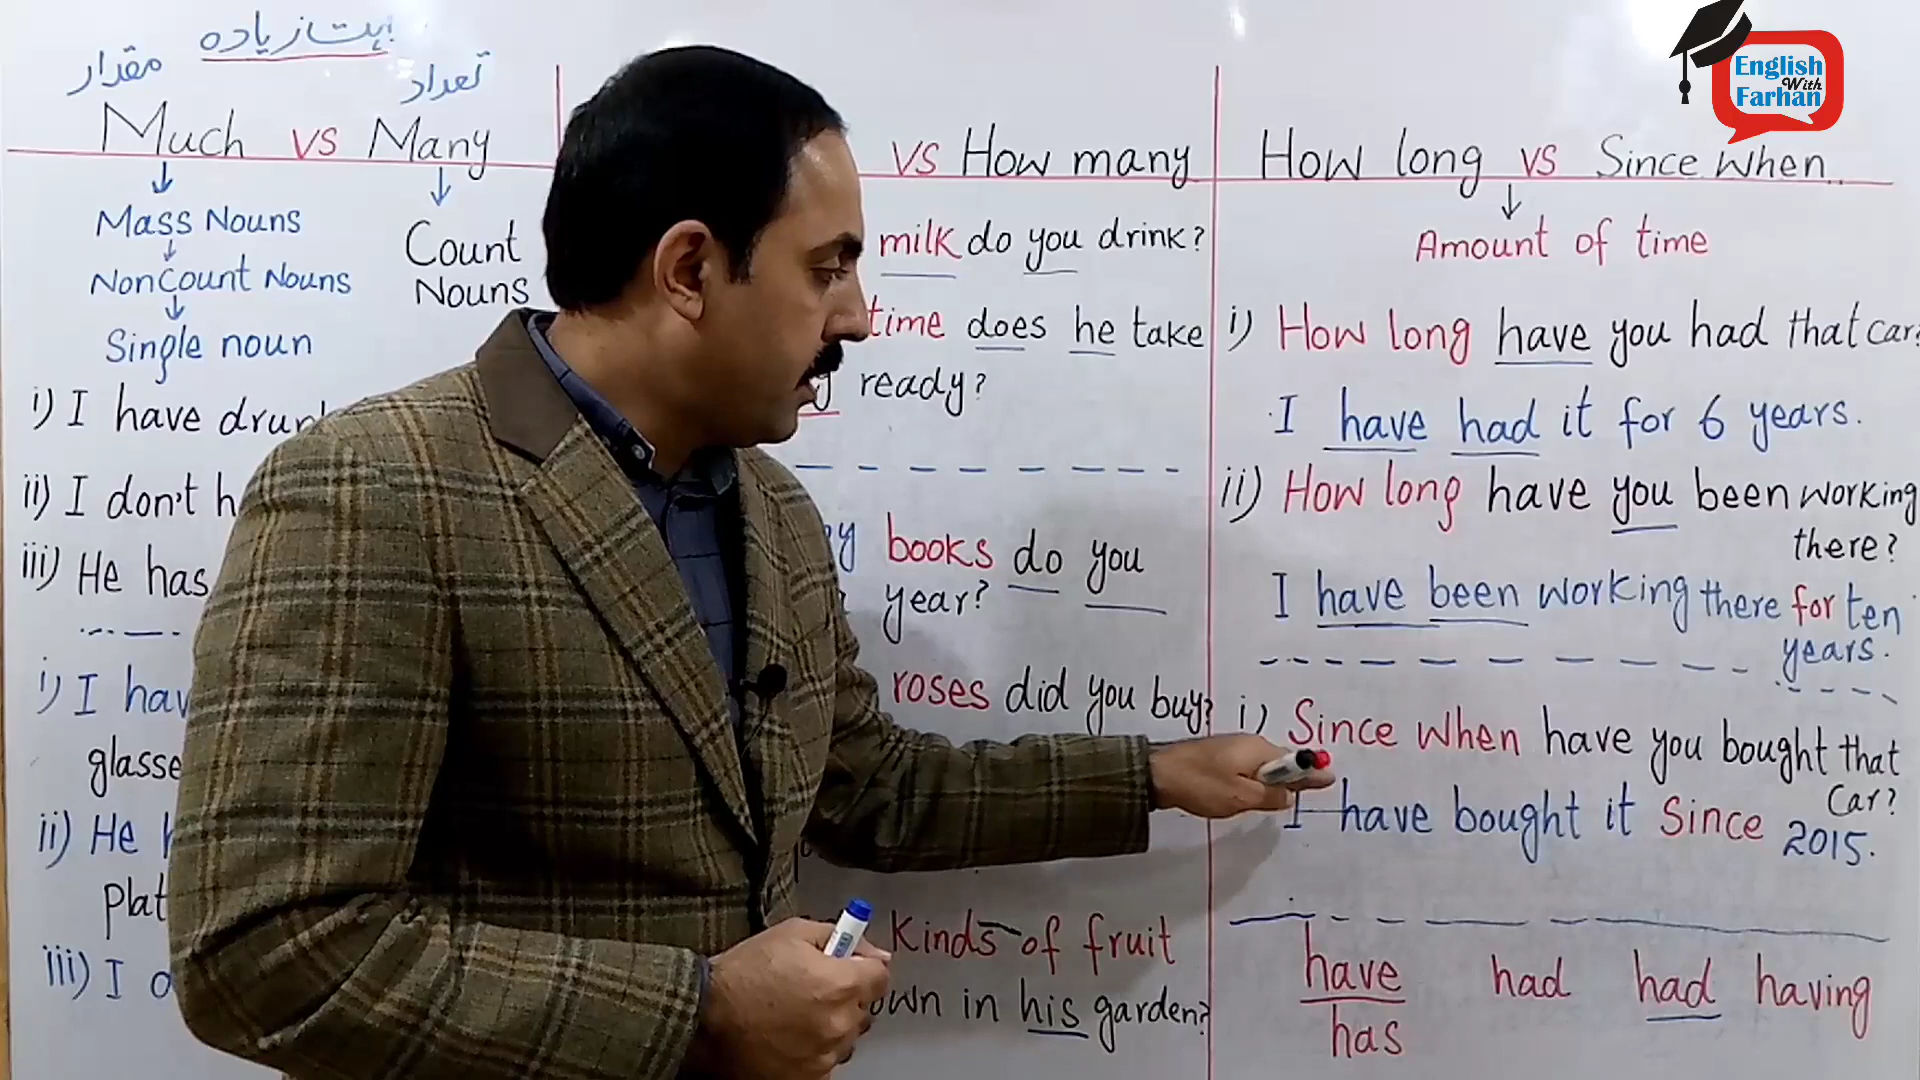 بہت زیادہ
مقدار
تعداد
Much vs Many
Mass Nouns
Noncount Nouns
Single noun
Count
Nouns
i) I have
ii) I don't
iii) He has
i) I
ii) He
iii) I
vs How many
milk do you drink?
time does he take
ready?
books do you
year?
roses did you buy?
Kinds of fruit
in his garden?
How long vs Since when
Amount of time
i) How long have you had that car?
I have had it for 6 years.
ii) How long have you been working
there?
I have been working there for ten
years.
i) Since when have you bought that
Car?
I have bought it Since
2015.
have had had having
has
English
With
Farhan